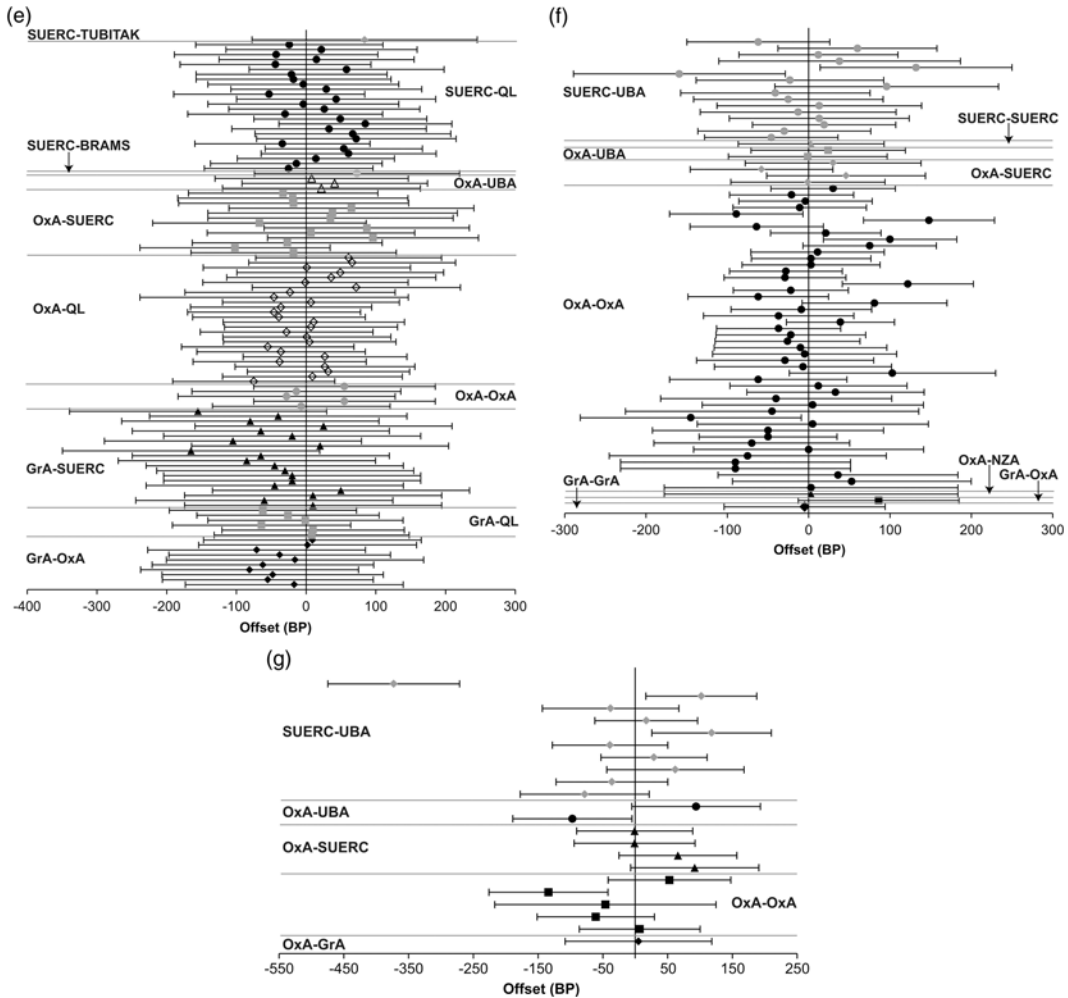 (e)
SUERC-TUBITAK
SUERC-QL
SUERC-BRAMS
OxA-UBA
OxA-SUERC
OxA-QL
OxA-OxA
GrA-SUERC
GrA-QL
GrA-OxA
-400 -300 -200 -100 0 100 200 300
Offset (BP)
(f)
SUERC-UBA
SUERC-SUERC
OxA-UBA
OxA-SUERC
OxA-OxA
OxA-NZA
GrA-GrA
GrA-OxA
-300 -200 -100 0 100 200 300
Offset (BP)
(g)
SUERC-UBA
OxA-UBA
OxA-SUERC
OxA-OxA
OxA-GrA
-550 -450 -350 -250 -150 -50 50 150 250
Offset (BP)